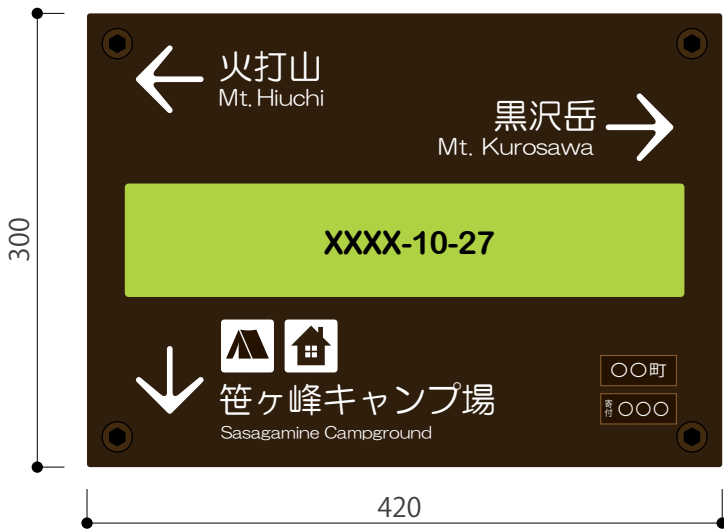 火打山
Mt. Hiuchi
黒沢岳
Mt. Kurosawa
XXXX-10-27
笹ヶ峰キャンプ場
Sasagamine Campground
〇〇町
寄付 〇〇〇
300
420